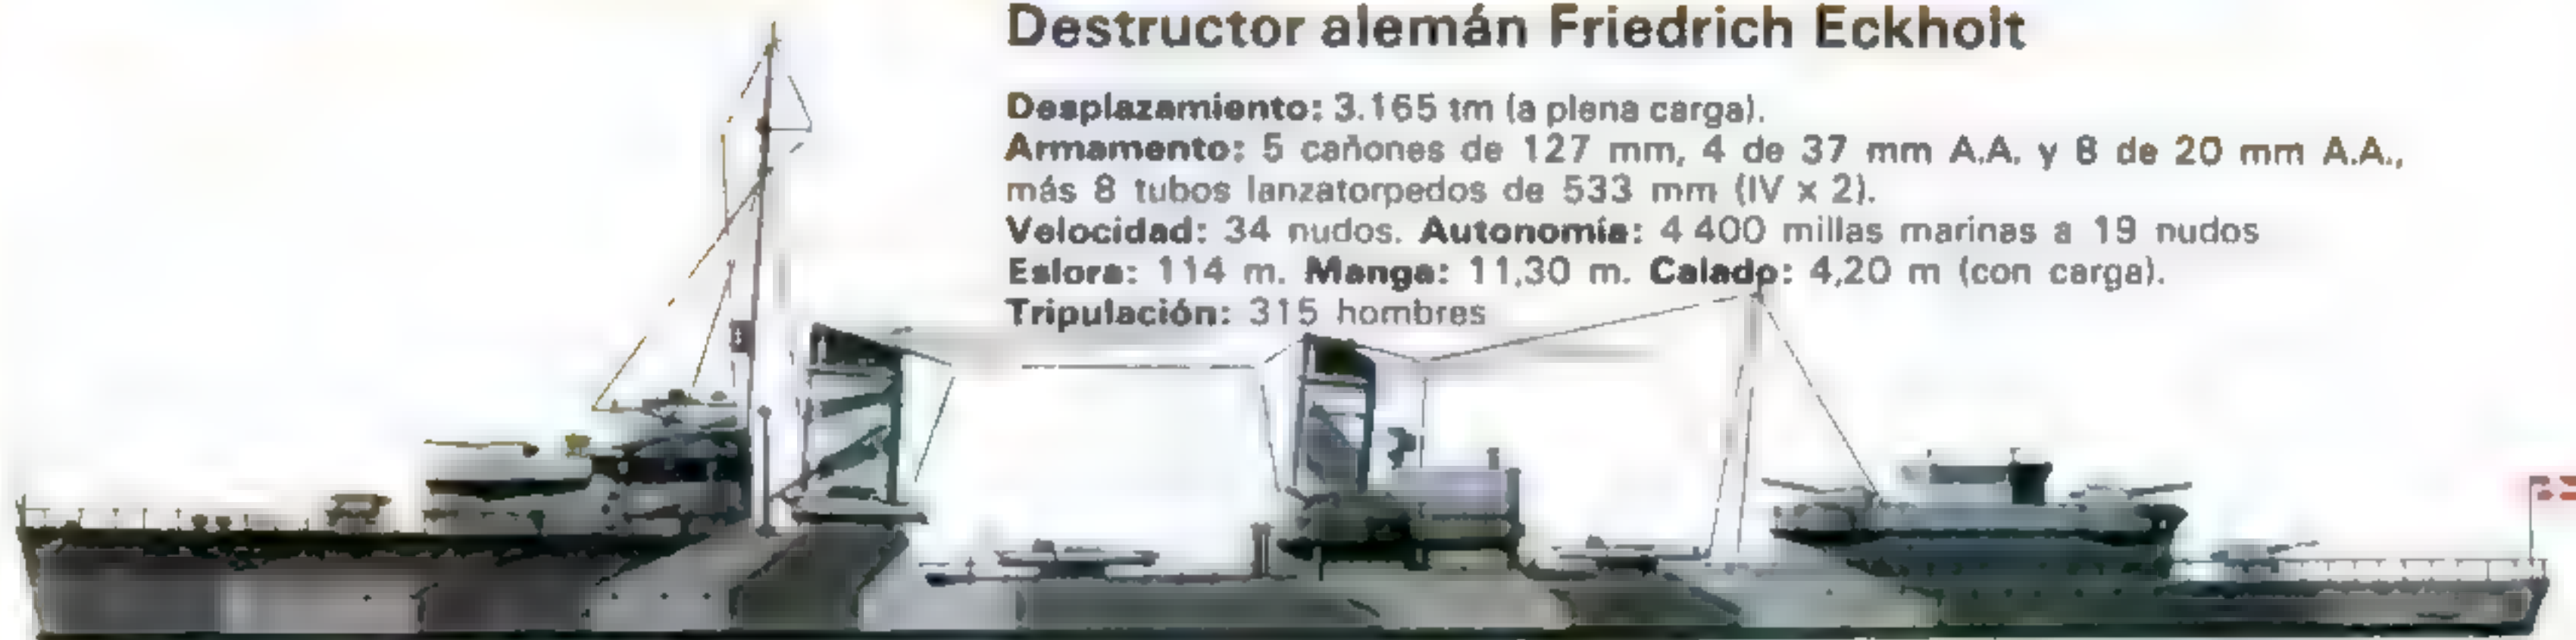 Destructor alemán Friedrich Eckholt
Desplazamiento: 3.165 tm (a plena carga).
Armamento: 5 cañones de 127 mm, 4 de 37 mm A.A. y 8 de 20 mm A.A.,
más 8 tubos lanzatorpedos de 533 mm (IV x 2).
Velocidad: 34 nudos. Autonomía: 4 400 millas marinas a 19 nudos
Eslora: 114 m. Manga: 11,30 m. Calado: 4,20 m (con carga).
Tripulación: 315 hombres